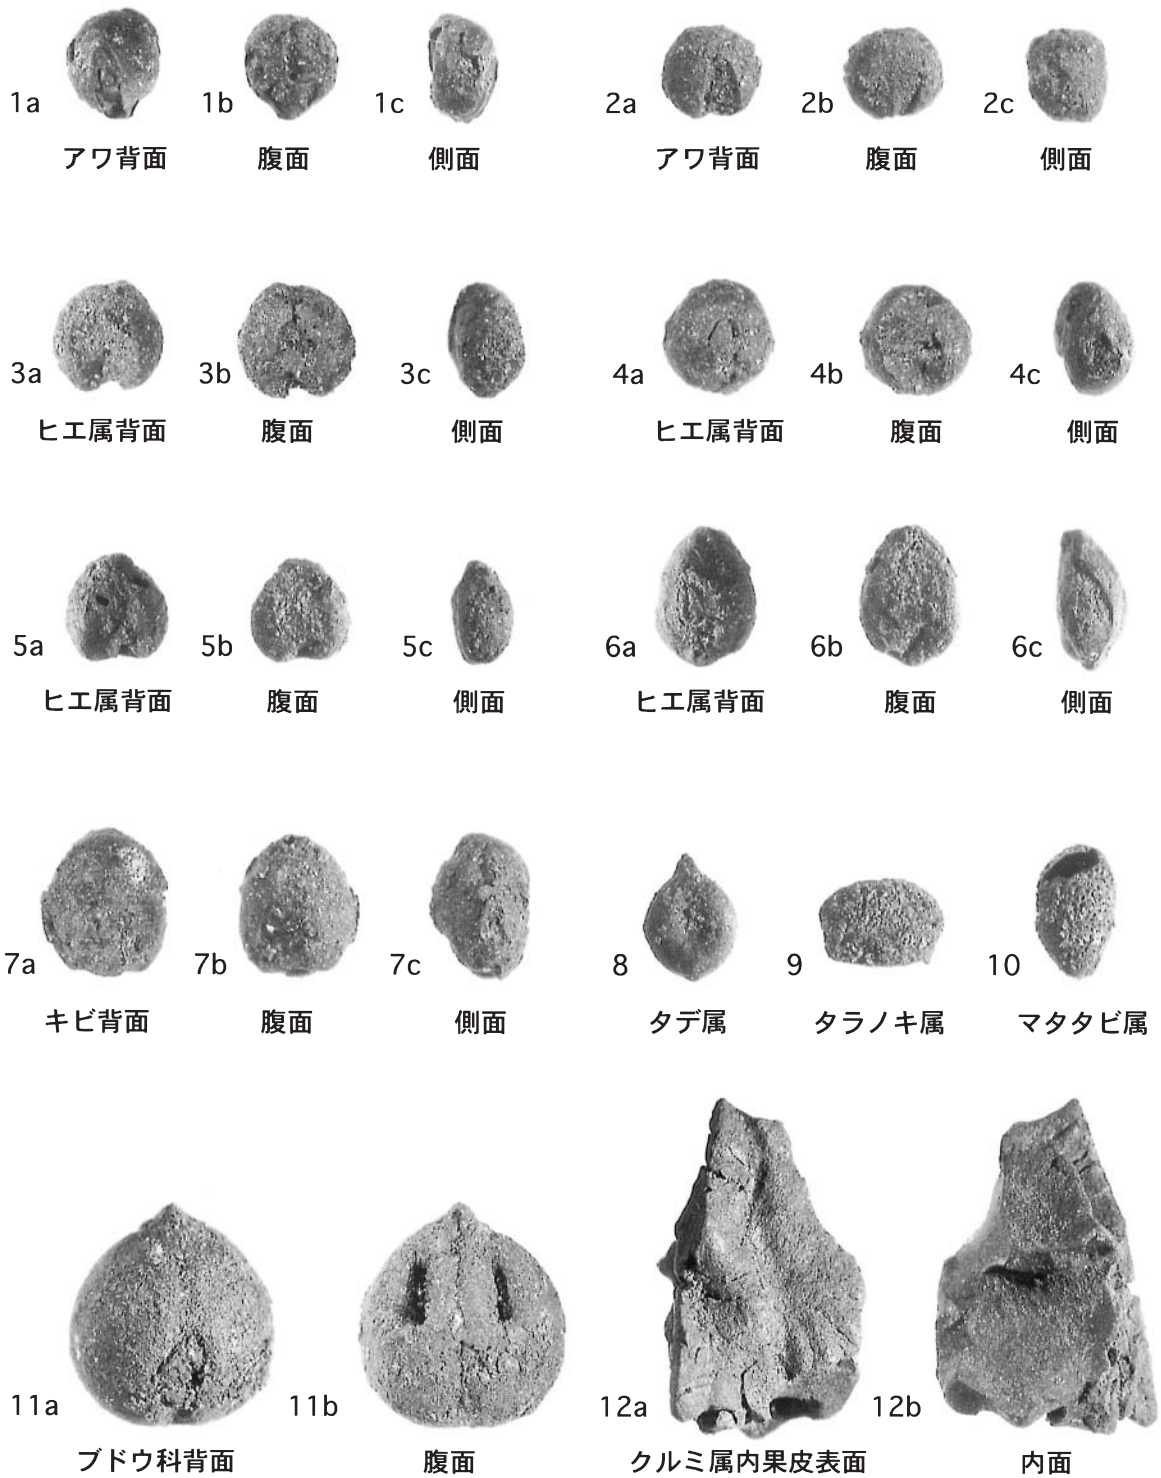 1a 1b 1c 2a 2b 2c
アワ背面 腹面 側面 アワ背面 腹面 側面
3a 3b 3c 4a 4b 4c
ヒエ属背面 腹面 側面 ヒエ属背面 腹面 側面
5a 5b 5c 6a 6b 6c
ヒエ属背面 腹面 側面 ヒエ属背面 腹面 側面
7a 7b 7c 8 9 10
キビ背面 腹面 側面 タデ属 タラノキ属 マタタビ属
11a 11b 12a 12b
ブドウ科背面 腹面 クルミ属内果皮表面 内面